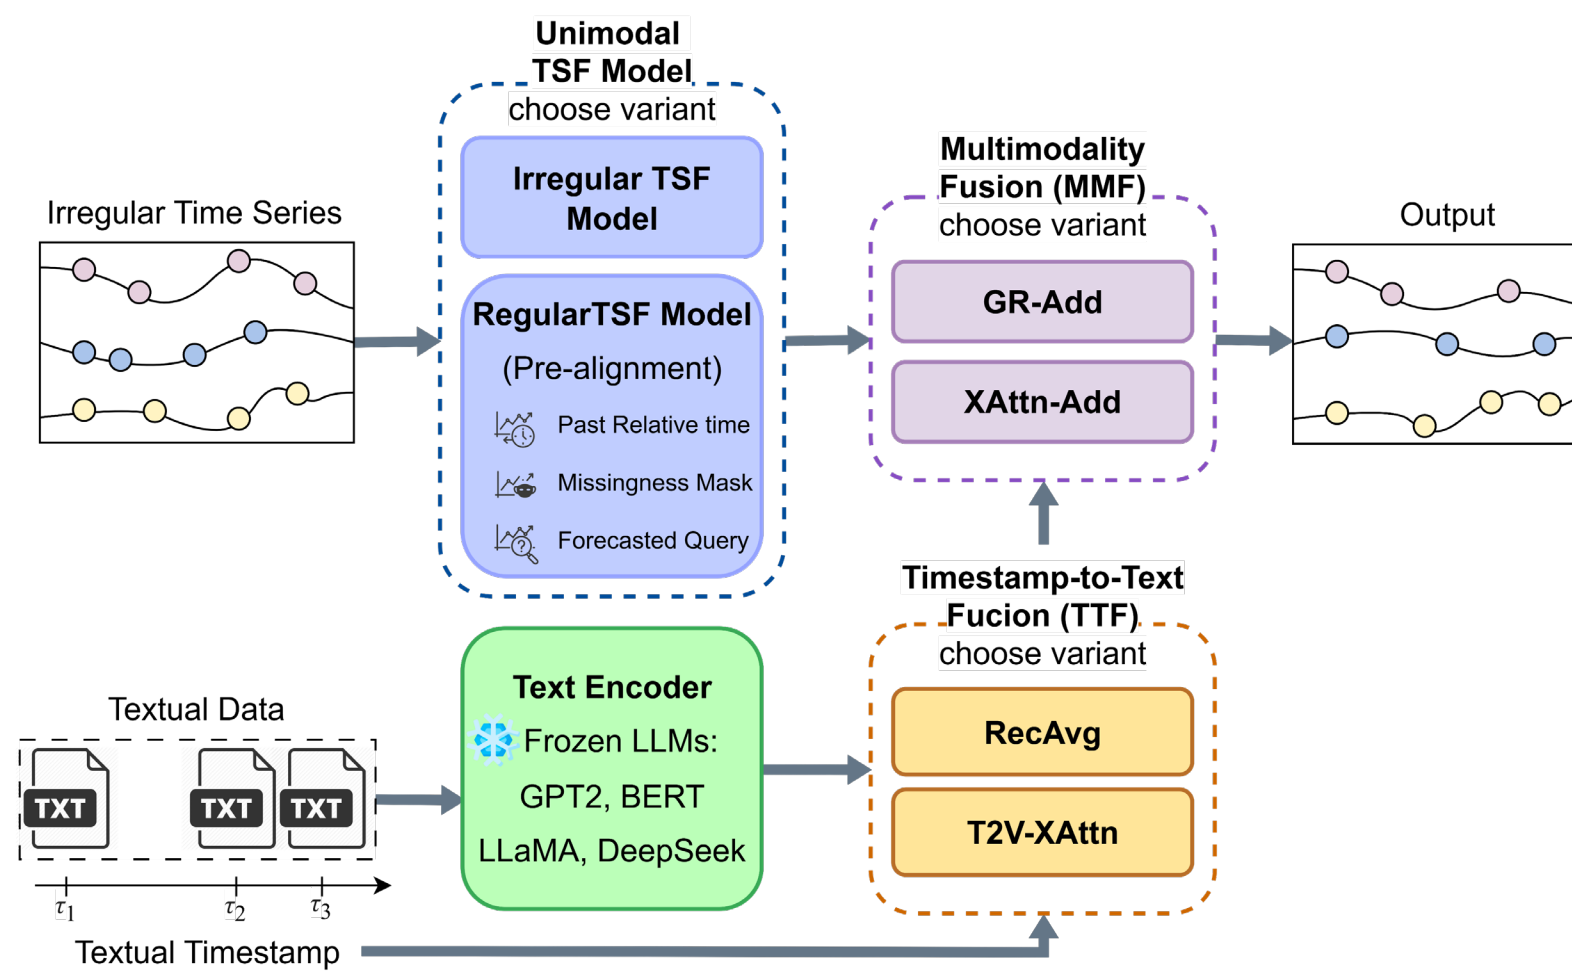 Unimodal
TSF Model
choose variant
Irregular TSF
Model
RegularTSF Model
(Pre-alignment)
Past Relative time
Missingness Mask
Forecasted Query
Irregular Time Series
Multimodality
Fusion (MMF)
choose variant
GR-Add
XAttn-Add
Output
Textual Data
TXT
TXT
TXT
τ1
τ2
τ3
Textual Timestamp
Text Encoder
Frozen LLMs:
GPT2, BERT
LLaMA, DeepSeek
Timestamp-to-Text
Fucion (TTF)
choose variant
RecAvg
T2V-XAttn